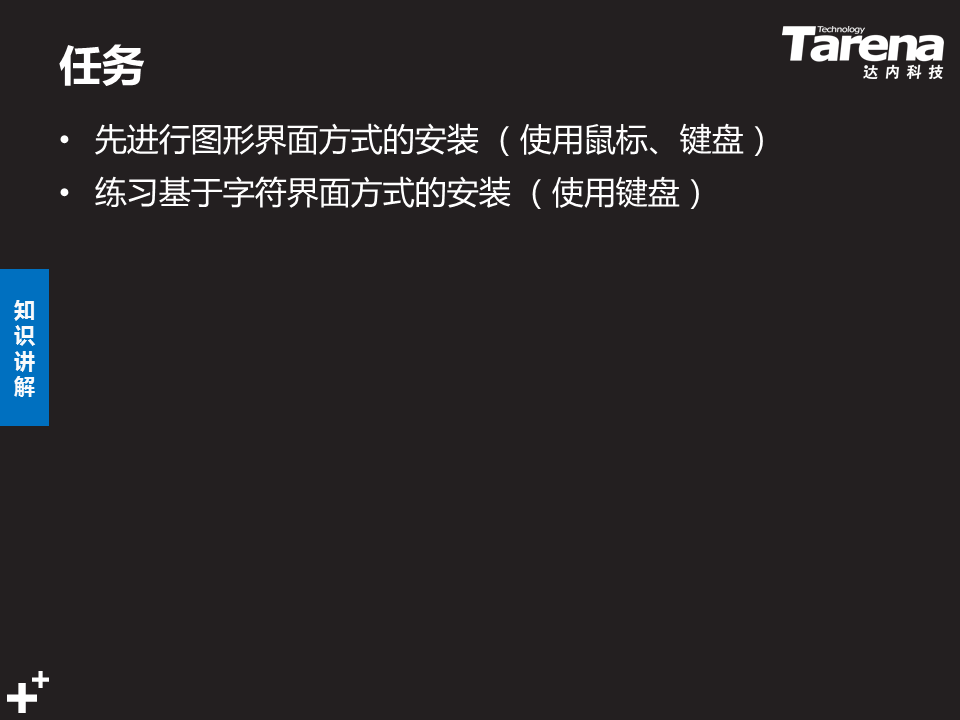 任务
Technology
Tarena
达内科技
• 先进行图形界面方式的安装（使用鼠标、键盘）
• 练习基于字符界面方式的安装（使用键盘）
知识讲解